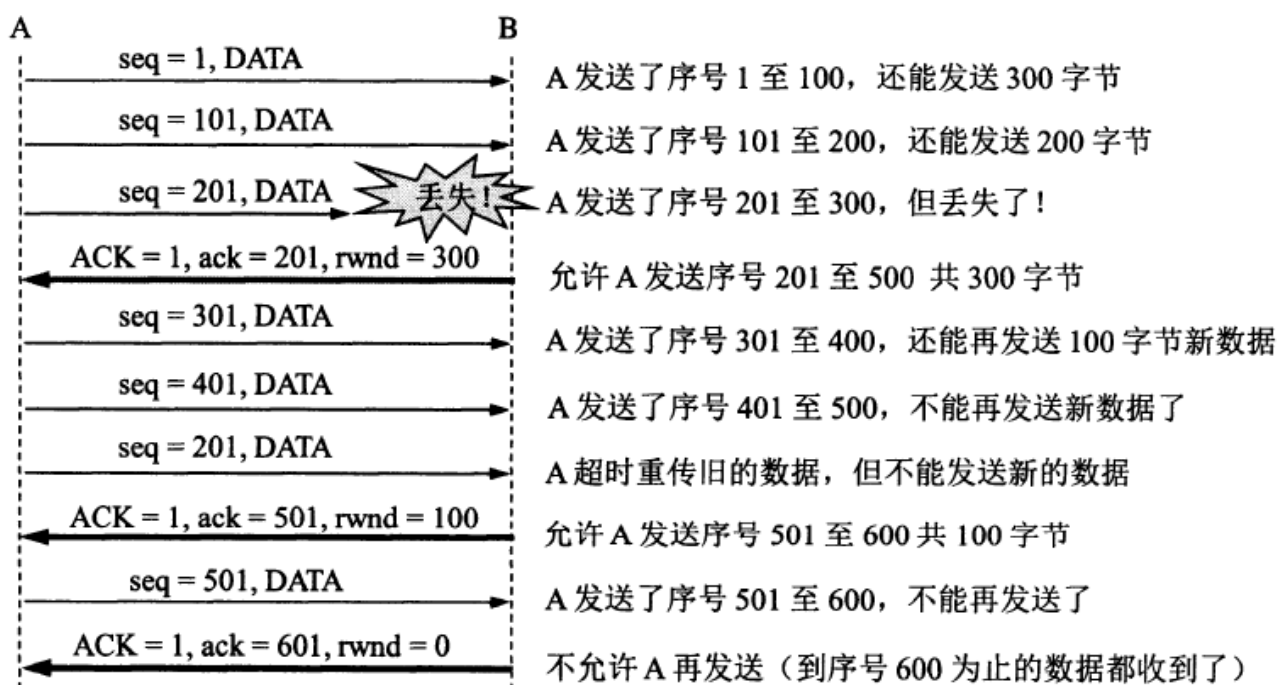 A B
seq = 1, DATA
A 发送了序号 1 至 100，还能发送 300 字节
seq = 101, DATA
A 发送了序号 101 至 200，还能发送 200 字节
seq = 201, DATA 丢失！
A 发送了序号 201 至 300，但丢失了！
ACK = 1, ack = 201, rwnd = 300
允许 A 发送序号 201 至 500 共 300 字节
seq = 301, DATA
A 发送了序号 301 至 400，还能再发送 100 字节新数据
seq = 401, DATA
A 发送了序号 401 至 500，不能再发送新数据了
seq = 201, DATA
A 超时重传旧的数据，但不能发送新的数据
ACK = 1, ack = 501, rwnd = 100
允许 A 发送序号 501 至 600 共 100 字节
seq = 501, DATA
A 发送了序号 501 至 600，不能再发送了
ACK = 1, ack = 601, rwnd = 0
不允许 A 再发送（到序号 600 为止的数据都收到了）